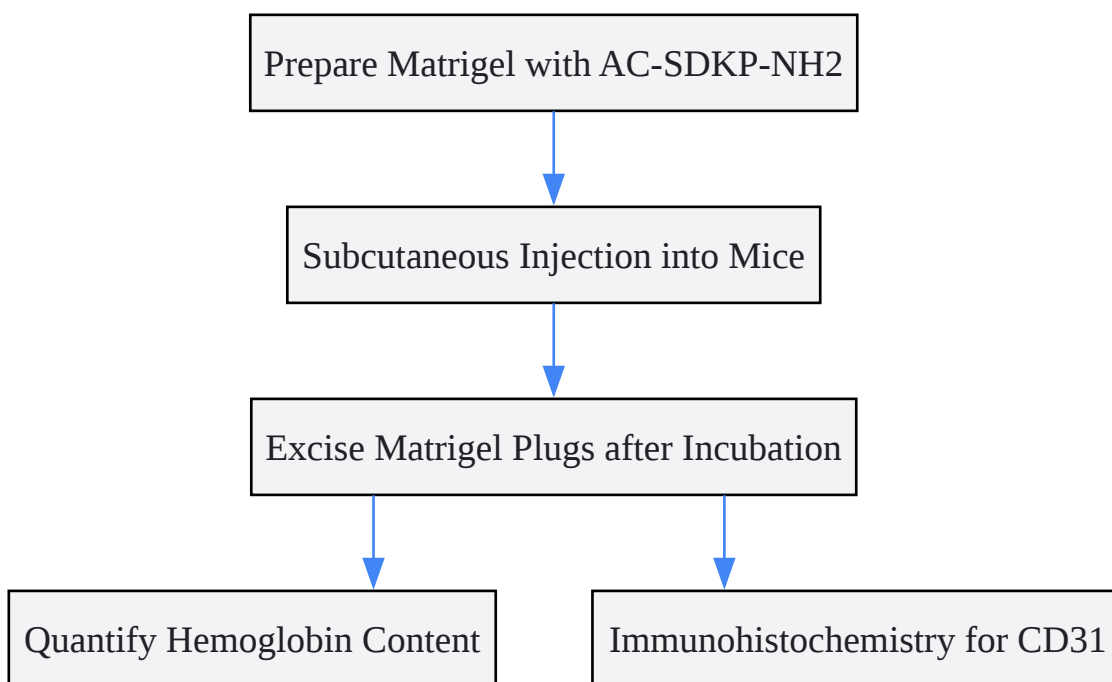 Prepare Matrigel with AC-SDKP-NH2
Subcutaneous Injection into Mice
Excise Matrigel Plugs after Incubation
Quantify Hemoglobin Content
Immunohistochemistry for CD31